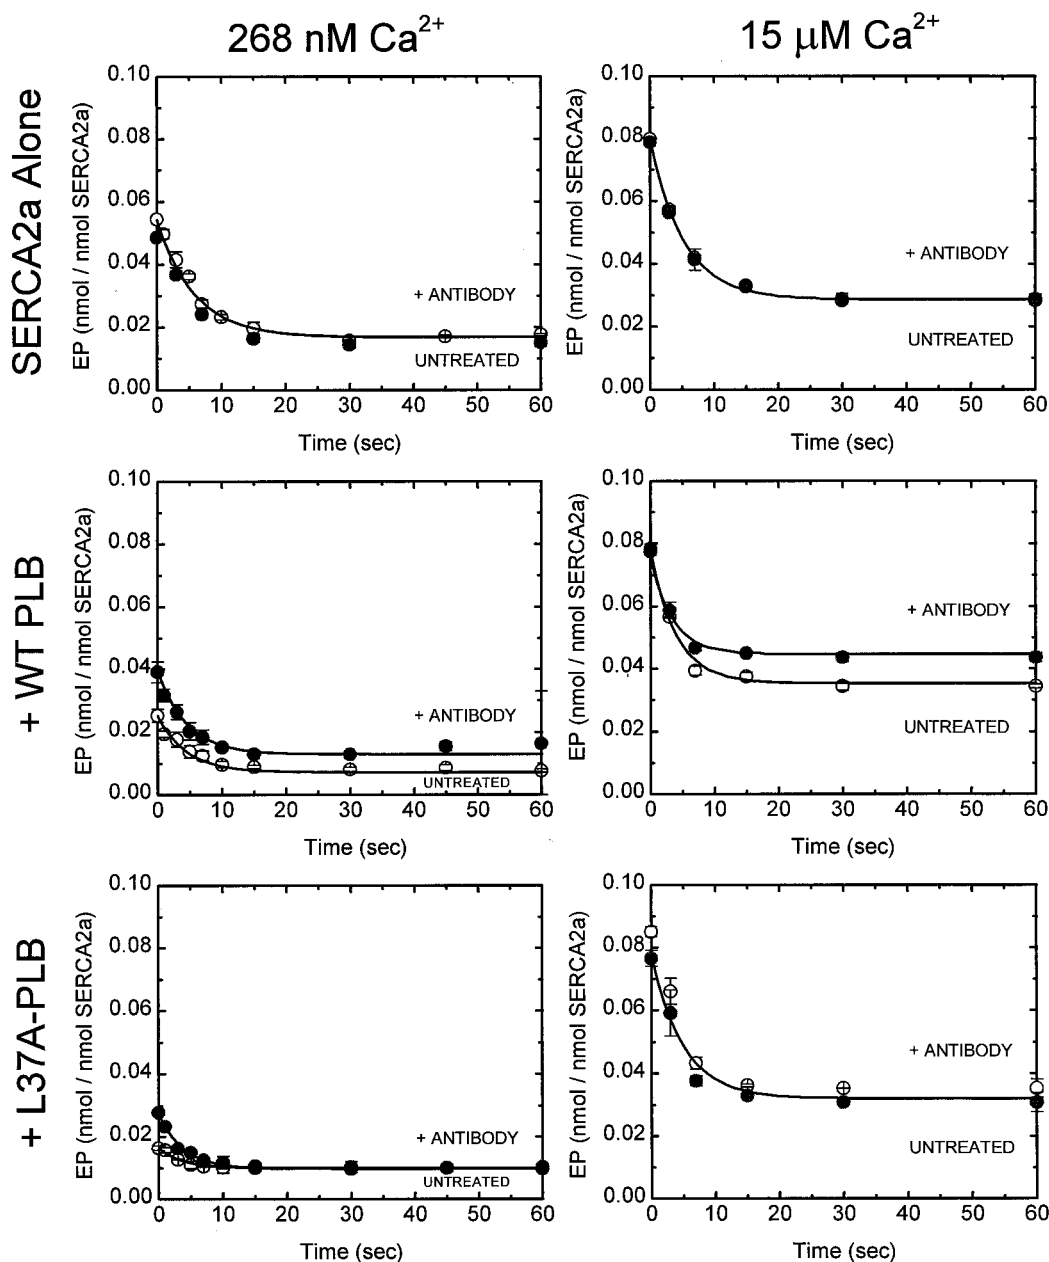 268 nM Ca2+
15 μM Ca2+
SERCA2a Alone
EP (nmol / nmol SERCA2a)
0.10
0.08
0.06
0.04
0.02
0.00
+ ANTIBODY
UNTREATED
0 10 20 30 40 50 60
Time (sec)
EP (nmol / nmol SERCA2a)
0.10
0.08
0.06
0.04
0.02
0.00
+ ANTIBODY
UNTREATED
0 10 20 30 40 50 60
Time (sec)
+ WT PLB
EP (nmol / nmol SERCA2a)
0.10
0.08
0.06
0.04
0.02
0.00
+ ANTIBODY
UNTREATED
0 10 20 30 40 50 60
Time (sec)
EP (nmol / nmol SERCA2a)
0.10
0.08
0.06
0.04
0.02
0.00
+ ANTIBODY
UNTREATED
0 10 20 30 40 50 60
Time (sec)
+ L37A-PLB
EP (nmol / nmol SERCA2a)
0.10
0.08
0.06
0.04
0.02
0.00
+ ANTIBODY
UNTREATED
0 10 20 30 40 50 60
Time (sec)
EP (nmol / nmol SERCA2a)
0.10
0.08
0.06
0.04
0.02
0.00
+ ANTIBODY
UNTREATED
0 10 20 30 40 50 60
Time (sec)